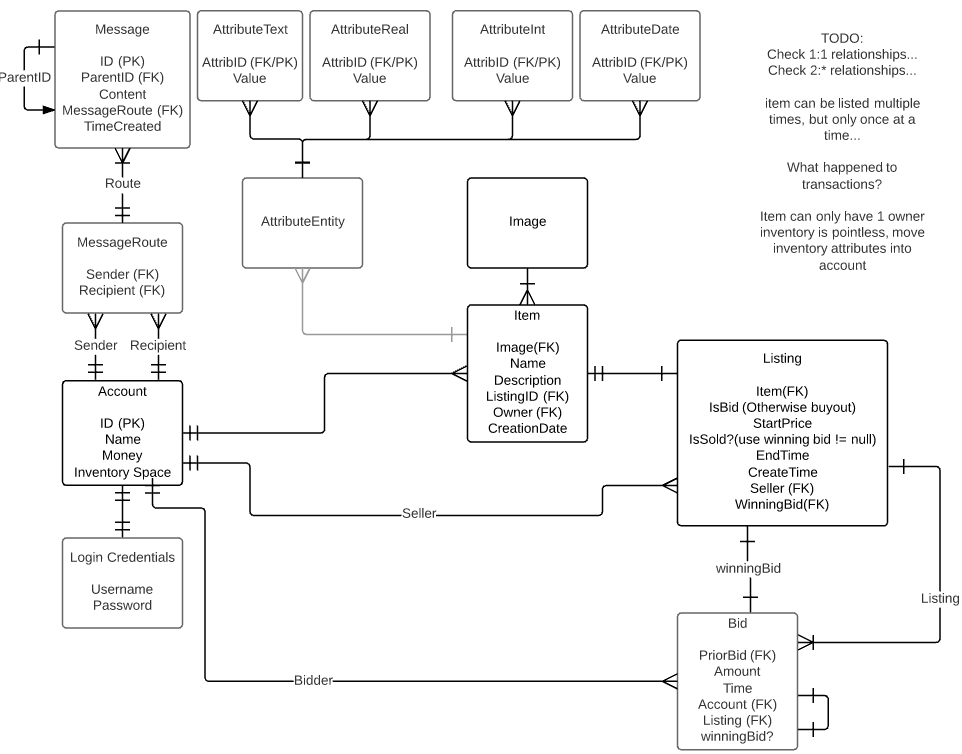 Message
ID (PK)
ParentID (FK)
Content
MessageRoute (FK)
TimeCreated
ParentID
AttributeText
AttribID (FK/PK)
Value
AttributeReal
AttribID (FK/PK)
Value
AttributeInt
AttribID (FK/PK)
Value
AttributeDate
AttribID (FK/PK)
Value
TODO:
Check 1:1 relationships...
Check 2:* relationships...
item can be listed multiple
times, but only once at a
time...
What happened to
transactions?
Item can only have 1 owner
inventory is pointless, move
inventory attributes into
account
Route
MessageRoute
Sender (FK)
Recipient (FK)
AttributeEntity
Image
Sender
Recipient
Item
Image(FK)
Name
Description
ListingID (FK)
Owner (FK)
CreationDate
Listing
Item(FK)
IsBid (Otherwise buyout)
StartPrice
IsSold?(use winning bid != null)
EndTime
CreateTime
Seller (FK)
WinningBid(FK)
Account
ID (PK)
Name
Money
Inventory Space
Seller
Login Credentials
Username
Password
winningBid
Listing
Bidder
Bid
PriorBid (FK)
Amount
Time
Account (FK)
Listing (FK)
winningBid?